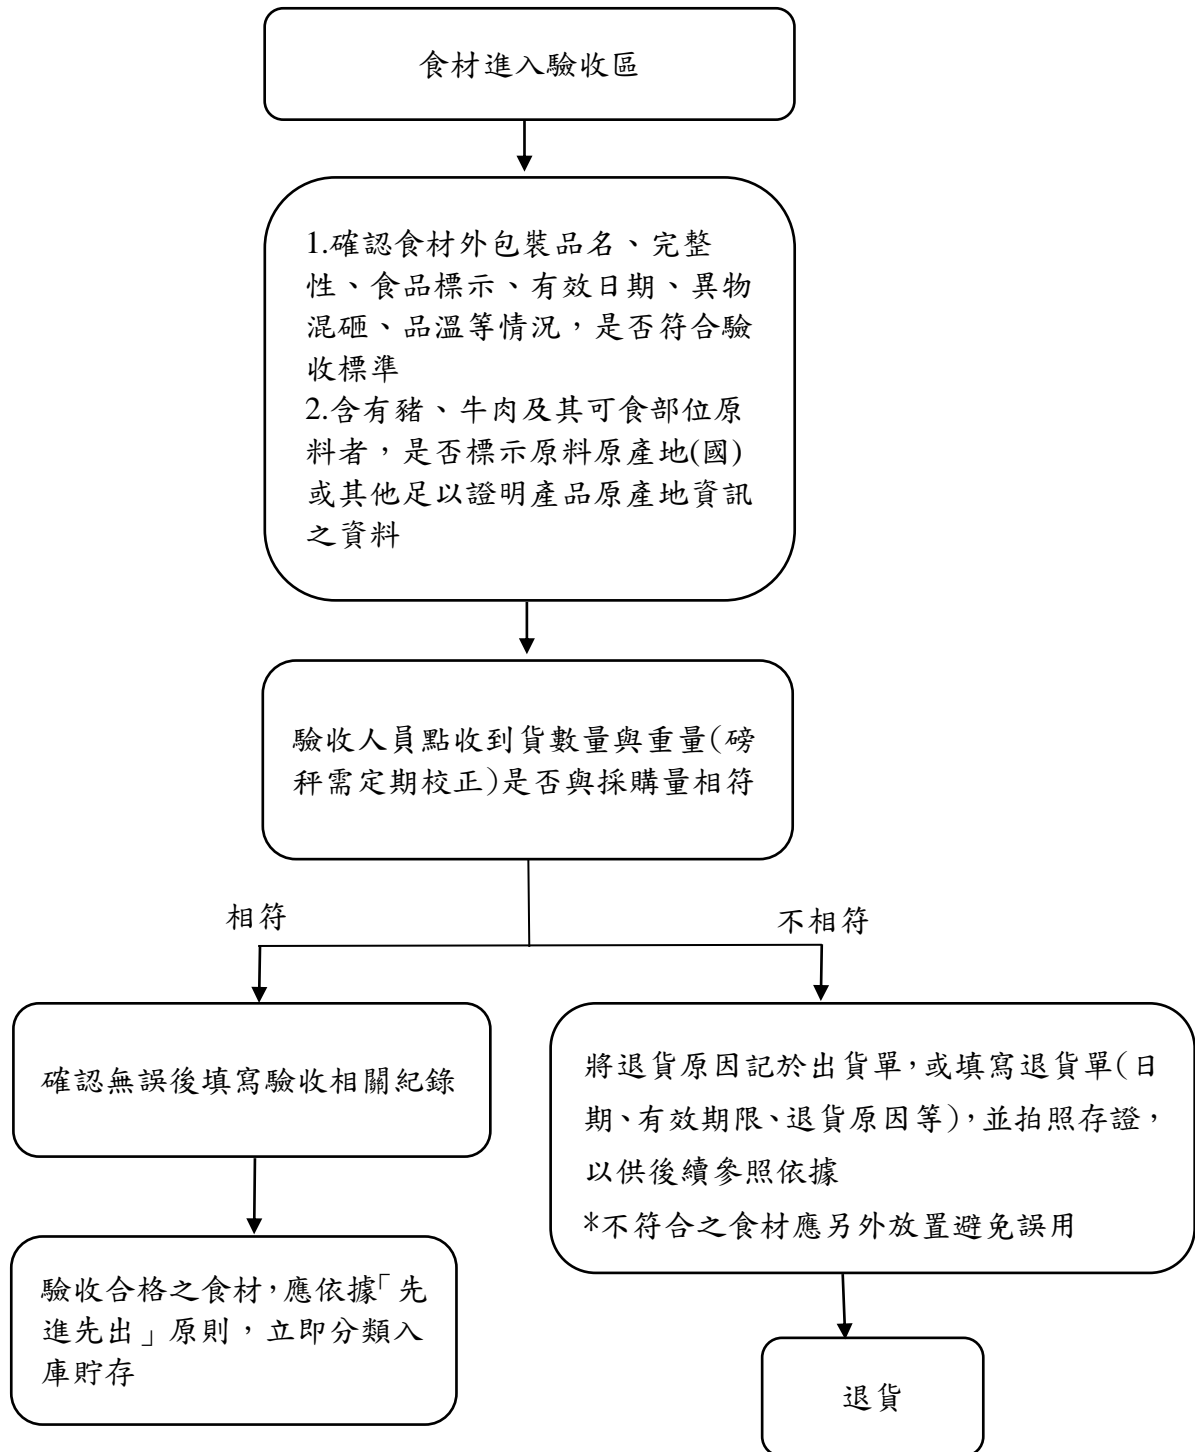 食材進入驗收區
1.確認食材外包裝品名、完整
性、食品標示、有效日期、異物
混砸、品溫等情況，是否符合驗
收標準
2.含有豬、牛肉及其可食部位原
料者，是否標示原料原產地(國)
或其他足以證明產品原產地資訊
之資料
驗收人員點收到貨數量與重量(磅
秤需定期校正)是否與採購量相符
相符
不相符
確認無誤後填寫驗收相關紀錄
將退貨原因記於出貨單，或填寫退貨單(日
期、有效期限、退貨原因等)，並拍照存證，
以供後續參照依據
*不符合之食材應另外放置避免誤用
驗收合格之食材，應依據「先
進先出」原則，立即分類入
庫貯存
退貨